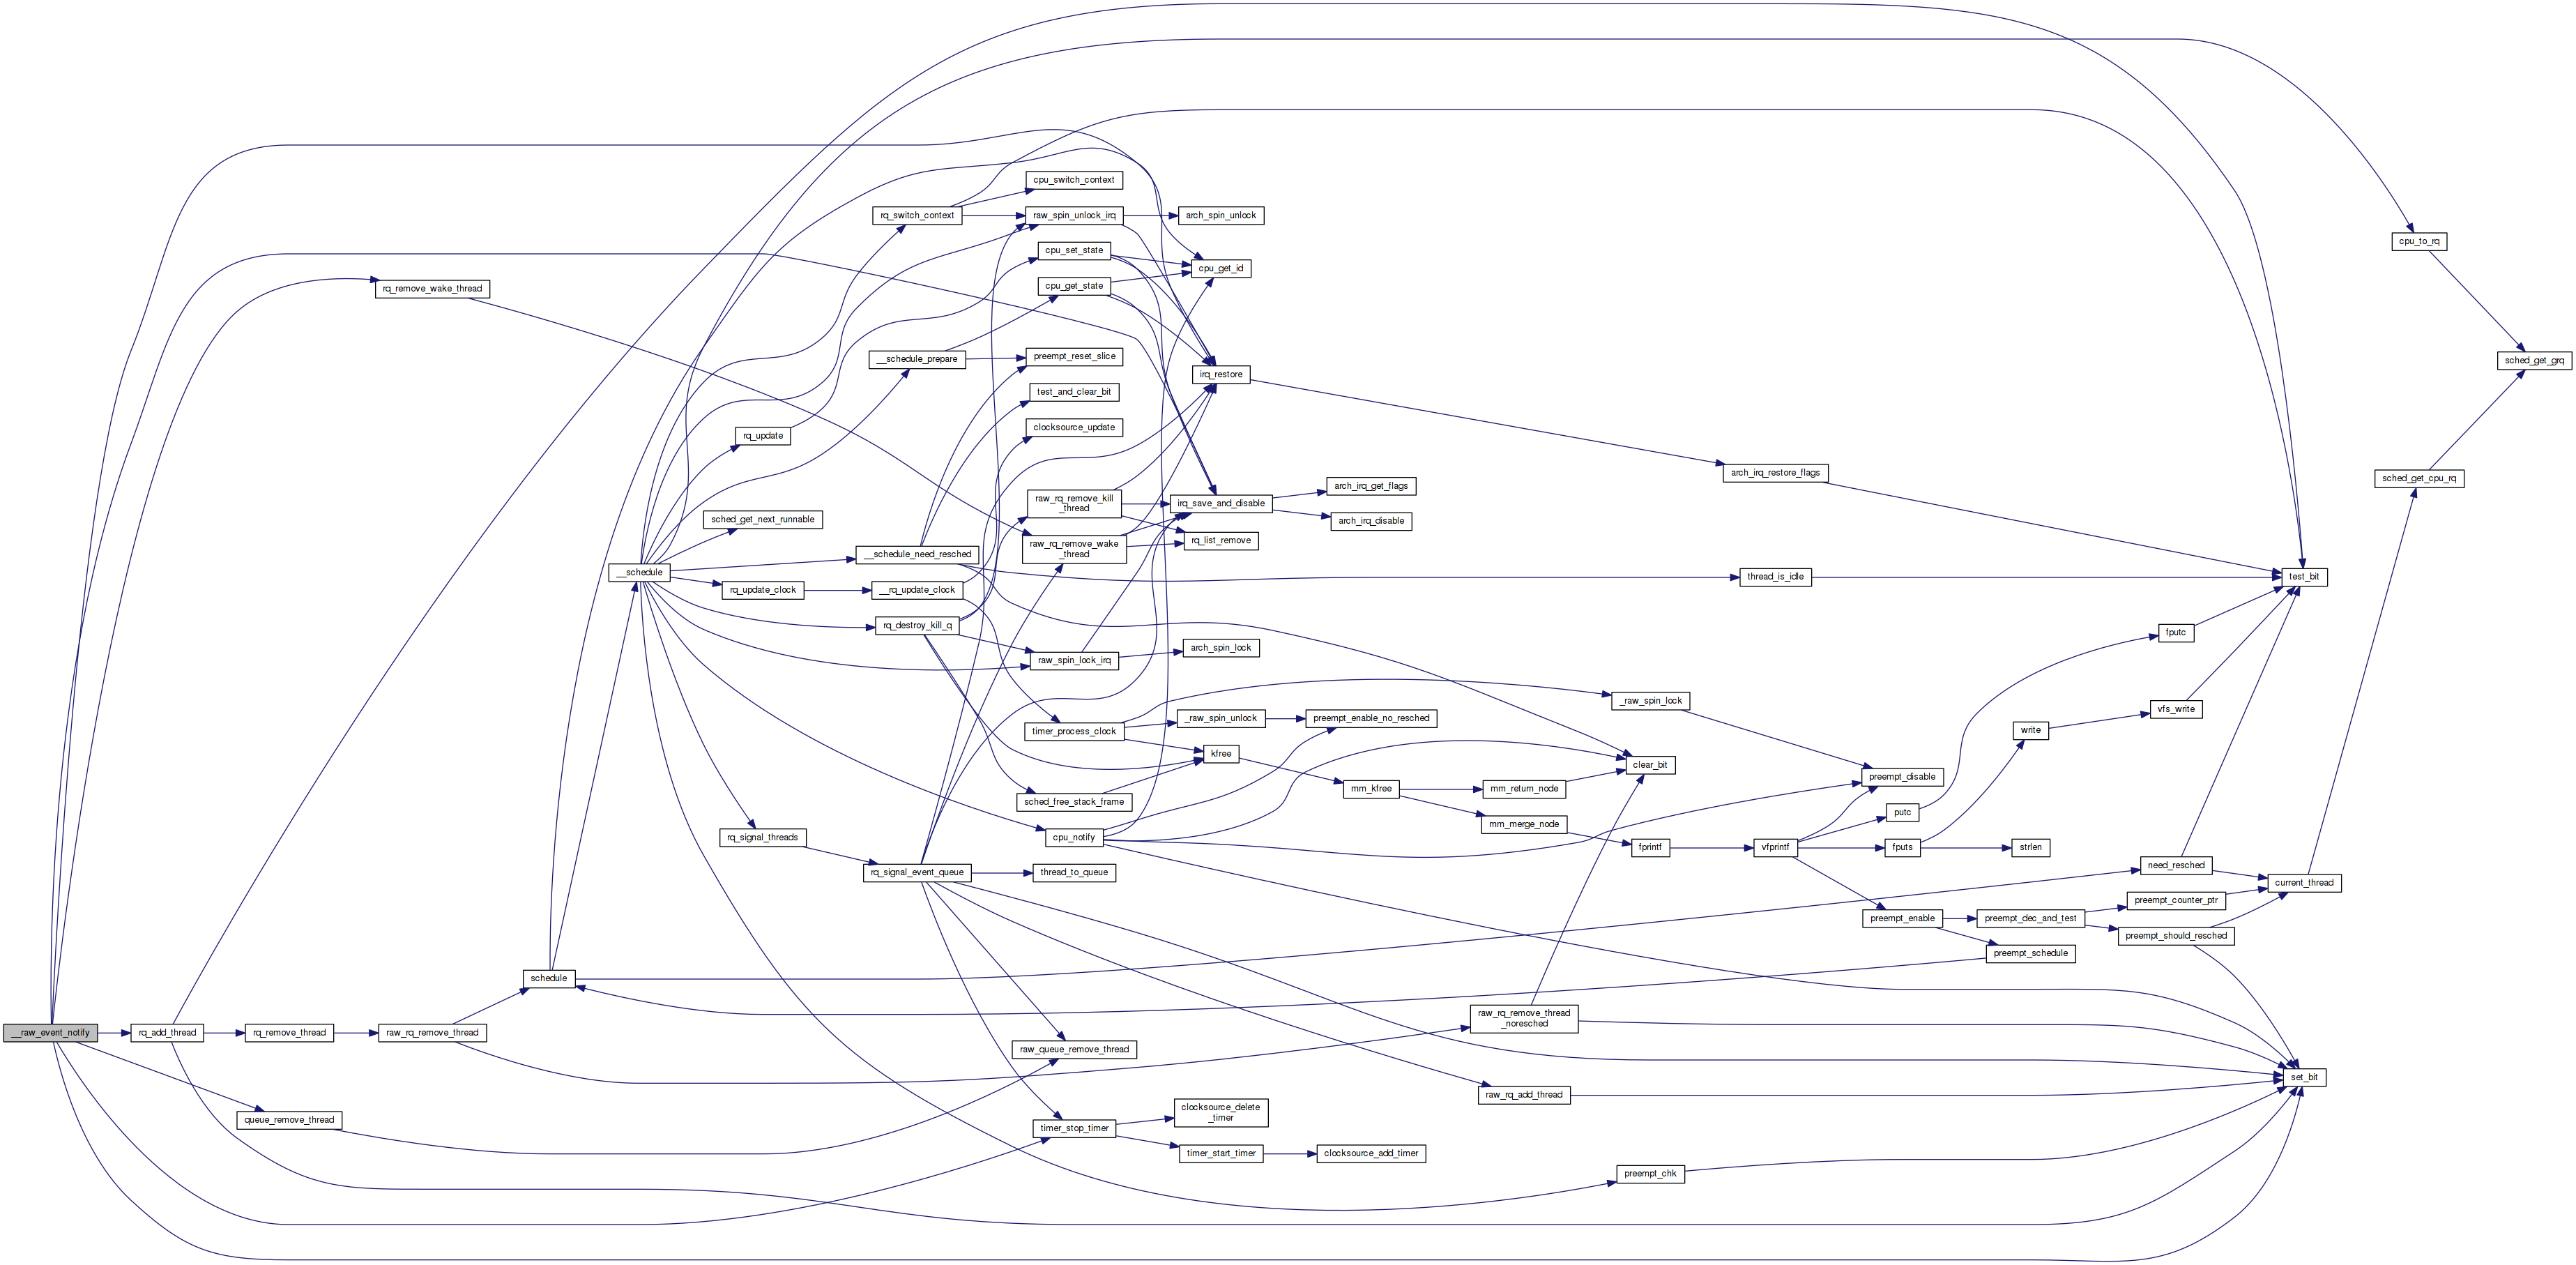 cpu_switch_context
rq_switch_context
raw_spin_unlock_irq
arch_spin_unlock
cpu_to_rq
cpu_set_state
cpu_get_id
cpu_get_state
rq_remove_wake_thread
__schedule_prepare
preempt_reset_slice
sched_get_grq
irq_restore
test_and_clear_bit
clocksource_update
rq_update
arch_irq_restore_flags
sched_get_cpu_rq
arch_irq_get_flags
raw_rq_remove_kill
_thread
irq_save_and_disable
sched_get_next_runnable
arch_irq_disable
rq_list_remove
raw_rq_remove_wake
_thread
__schedule_need_resched
__schedule
thread_is_idle
test_bit
rq_update_clock
__rq_update_clock
rq_destroy_kill_q
fputc
arch_spin_lock
raw_spin_lock_irq
_raw_spin_lock
vfs_write
_raw_spin_unlock
preempt_enable_no_resched
timer_process_clock
write
kfree
clear_bit
preempt_disable
mm_kfree
mm_return_node
sched_free_stack_frame
putc
mm_merge_node
cpu_notify
rq_signal_threads
fprintf
vfprintf
fputs
strlen
need_resched
rq_signal_event_queue
thread_to_queue
current_thread
preempt_counter_ptr
preempt_enable
preempt_dec_and_test
preempt_should_resched
preempt_schedule
schedule
raw_rq_remove_thread
_noresched
__raw_event_notify
rq_add_thread
rq_remove_thread
raw_rq_remove_thread
raw_queue_remove_thread
set_bit
raw_rq_add_thread
clocksource_delete
_timer
queue_remove_thread
timer_stop_timer
timer_start_timer
clocksource_add_timer
preempt_chk